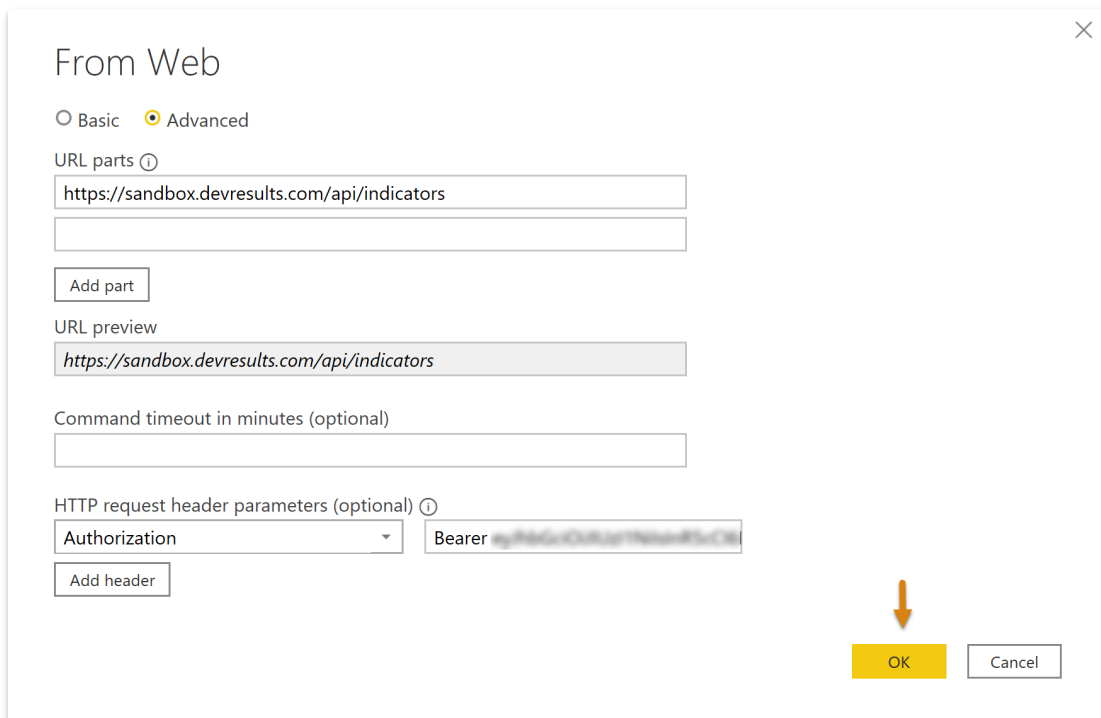 From Web
Basic Advanced
URL parts
https://sandbox.devresults.com/api/indicators
Add part
URL preview
https://sandbox.devresults.com/api/indicators
Command timeout in minutes (optional)
HTTP request header parameters (optional)
Authorization Bearer
Add header
OK Cancel